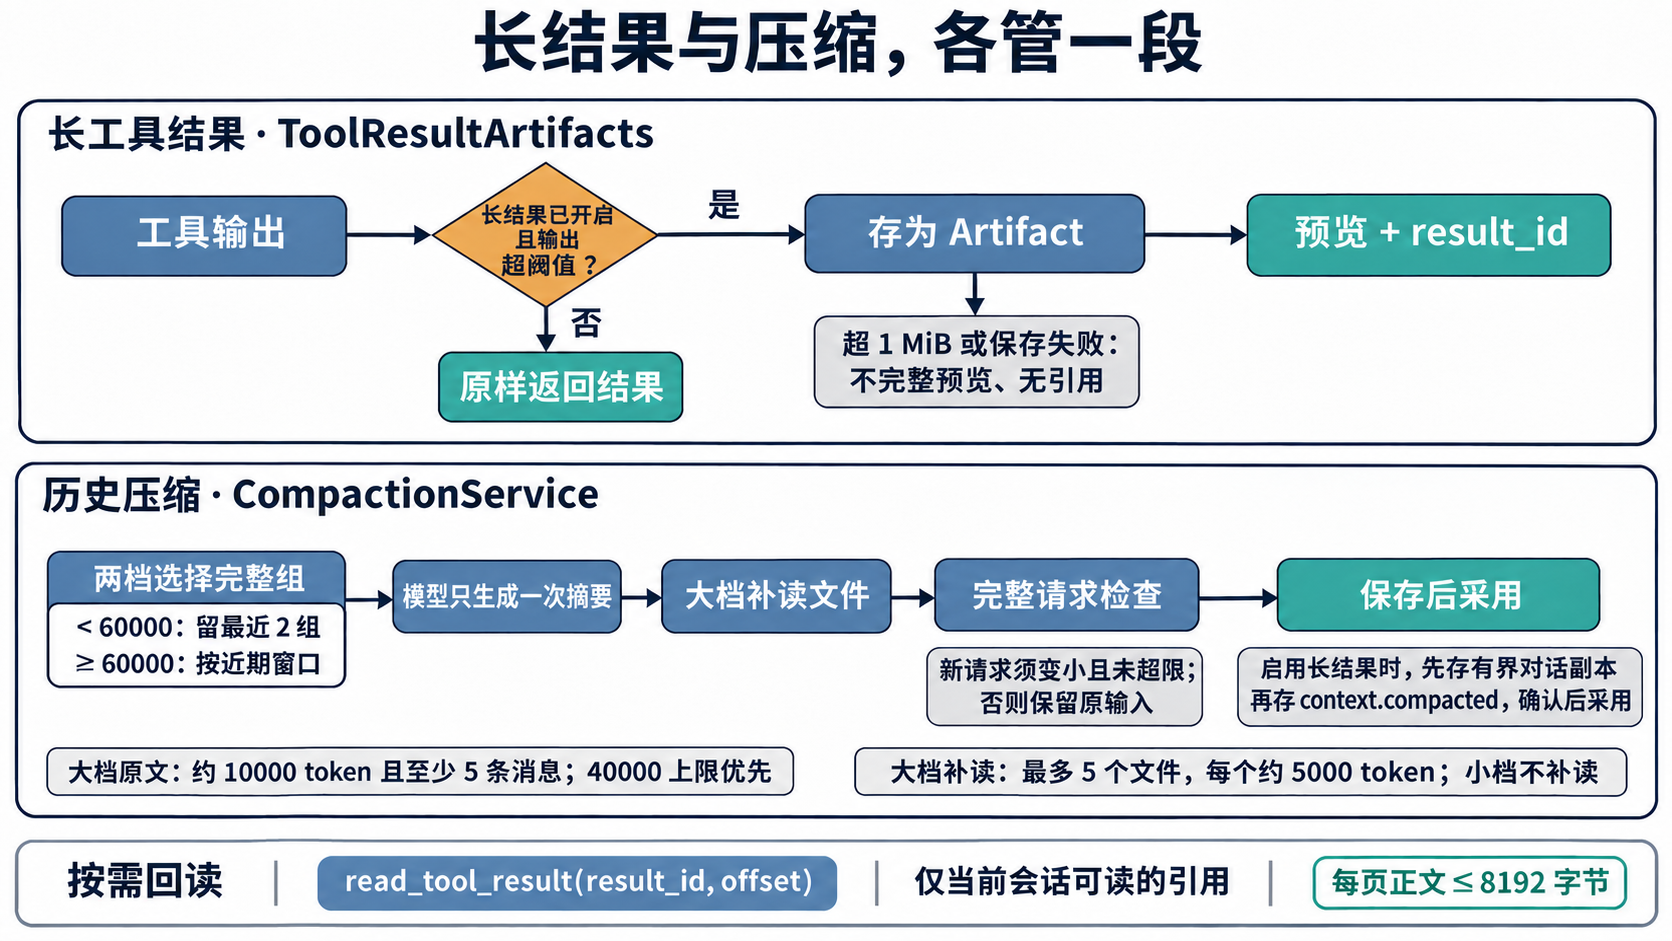 长结果与压缩，各管一段
长工具结果 · ToolResultArtifacts
工具输出
长结果已开启
且输出
超阈值？
是
存为 Artifact
预览 + result_id
否
原样返回结果
超 1 MiB 或保存失败：
不完整预览、无引用
历史压缩 · CompactionService
两档选择完整组
< 60000：留最近 2 组
≥ 60000：按近期窗口
模型只生成一次摘要
大档补读文件
完整请求检查
保存后采用
新请求须变小且未超限；
否则保留原输入
启用长结果时，先存有界对话副本
再存 context.compacted，确认后采用
大档原文：约 10000 token 且至少 5 条消息；40000 上限优先
大档补读：最多 5 个文件，每个约 5000 token；小档不补读
按需回读
read_tool_result(result_id, offset)
仅当前会话可读的引用
每页正文 ≤ 8192 字节